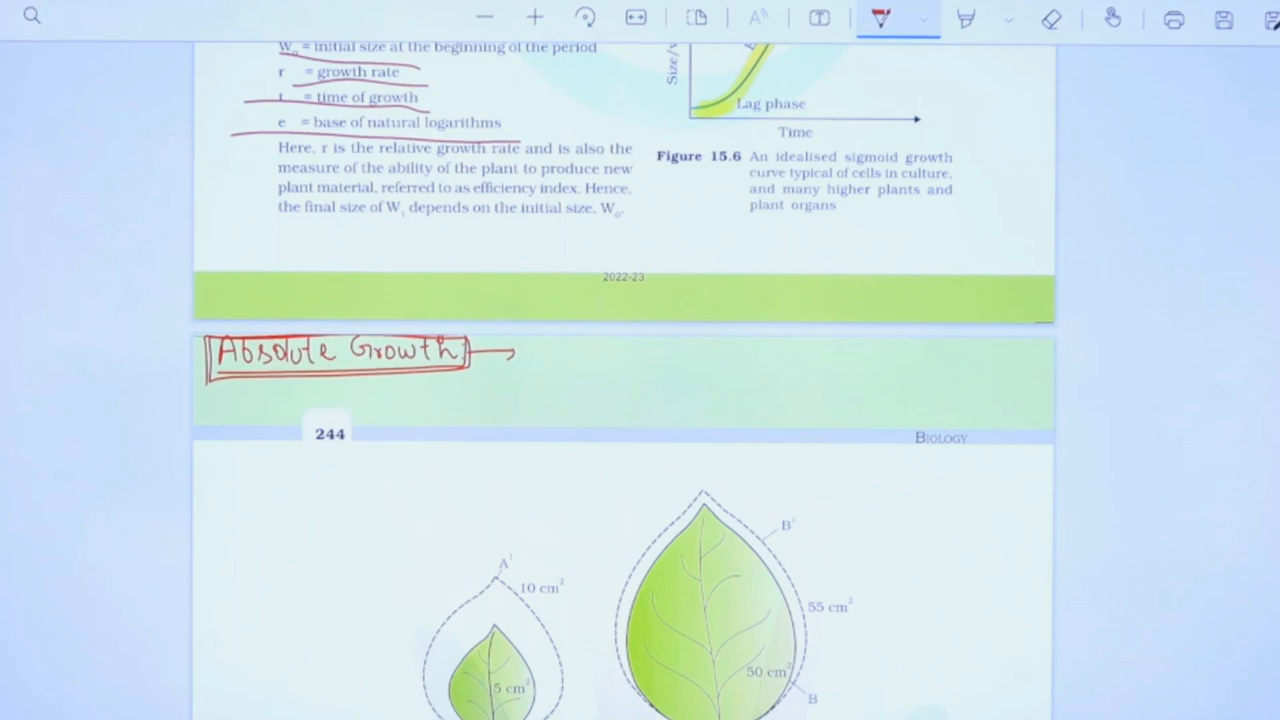 W₀ = initial size at the beginning of the period
r = growth rate
t = time of growth
e = base of natural logarithms
Here, r is the relative growth rate and is also the
measure of the ability of the plant to produce new
plant material, referred to as efficiency index. Hence,
the final size of W₁ depends on the initial size, W₀.
Size/
Lag phase
Time
Figure 15.6 An idealised sigmoid growth
curve typical of cells in culture,
and many higher plants and
plant organs
2022-23
Absolute Growth
244
BIOLOGY
A¹
10 cm²
5 cm²
B¹
55 cm²
50 cm²
B